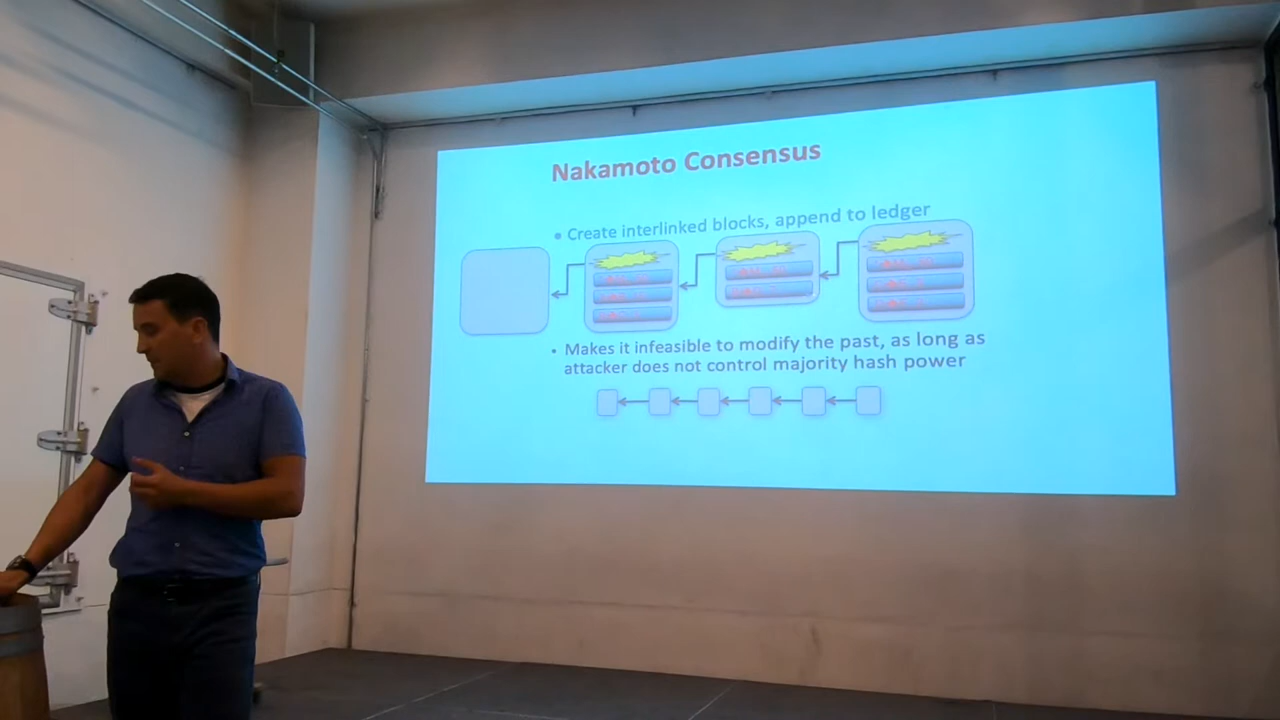 Nakamoto Consensus
• Create interlinked blocks, append to ledger
• Makes it infeasible to modify the past, as long as
attacker does not control majority hash power